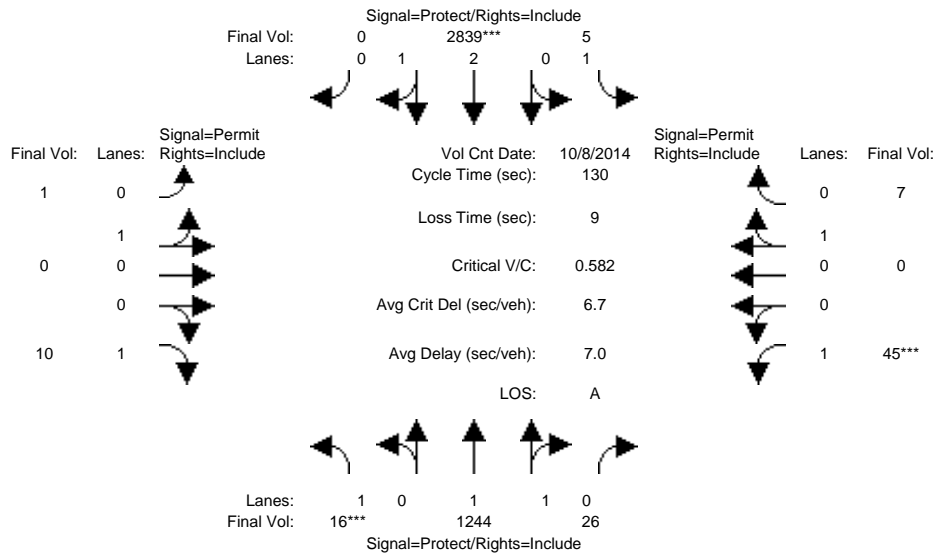 Signal=Protect/Rights=Include
Final Vol: 0 2839*** 5
Lanes: 0 1 2 0 1
Signal=Permit Signal=Permit
Final Vol: Lanes: Rights=Include Vol Cnt Date: 10/8/2014 Rights=Include Lanes: Final Vol:
Cycle Time (sec): 130
1 0 0 7
Loss Time (sec): 9
1 1
0 0 Critical V/C: 0.582 0 0
0 Avg Crit Del (sec/veh): 6.7 0
10 1 Avg Delay (sec/veh): 7.0 1 45***
LOS: A
Lanes: 1 0 1 1 0
Final Vol: 16*** 1244 26
Signal=Protect/Rights=Include